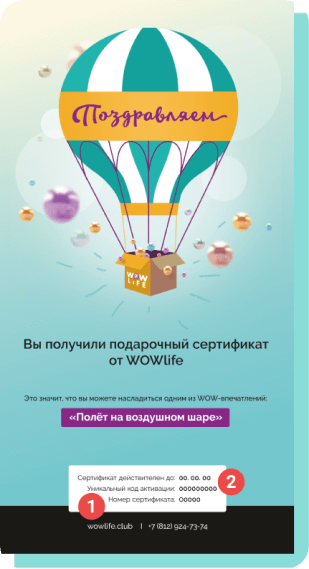 Поздравляем
WOW
LIFE
Вы получили подарочный сертификат
от WOWlife
Это значит, что вы можете насладиться одним из WOW-впечатлений:
«Полёт на воздушном шаре»
Сертификат действителен до: 00. 00. 00
Уникальный код активации: 000000000
Номер сертификата: 00000
1
2
wowlife.club | +7 (812) 924-73-74